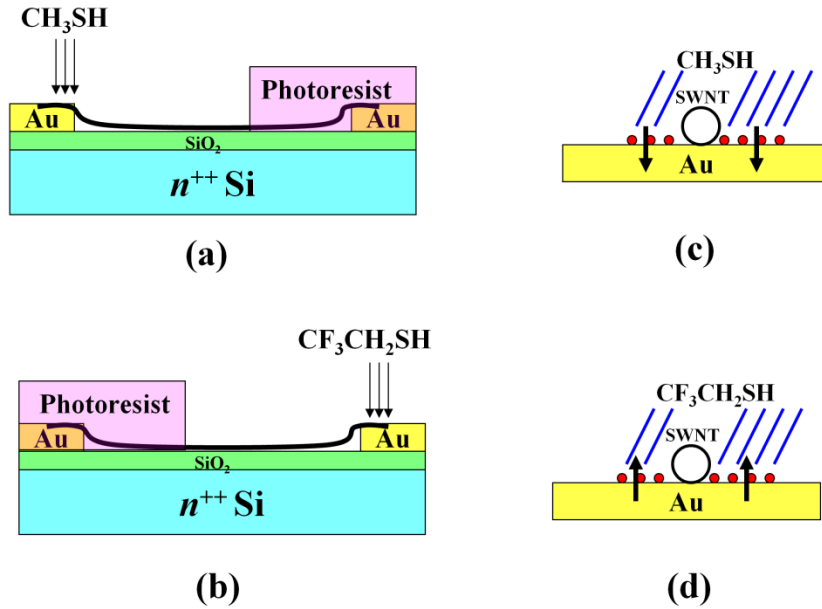 CH₃SH
Photoresist
Au
Au
SiO₂
n⁺⁺ Si
(a)
CH₃SH
SWNT
Au
(c)
CF₃CH₂SH
Photoresist
Au
Au
SiO₂
n⁺⁺ Si
(b)
CF₃CH₂SH
SWNT
Au
(d)